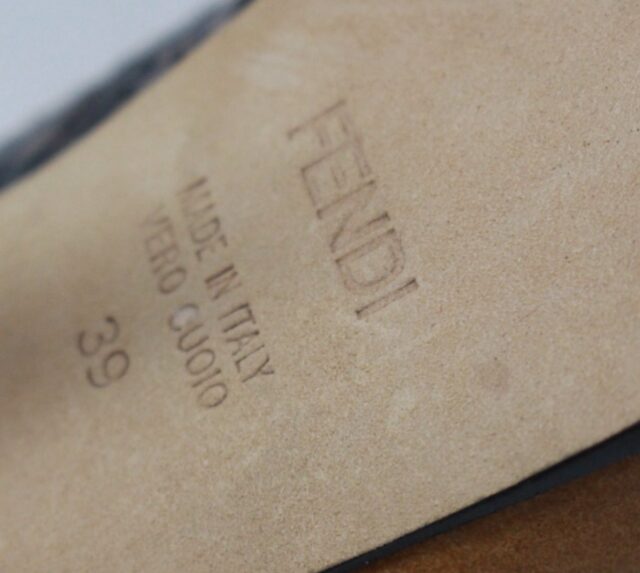 FENDI
MADE IN ITALY
VERO CUOIO
39